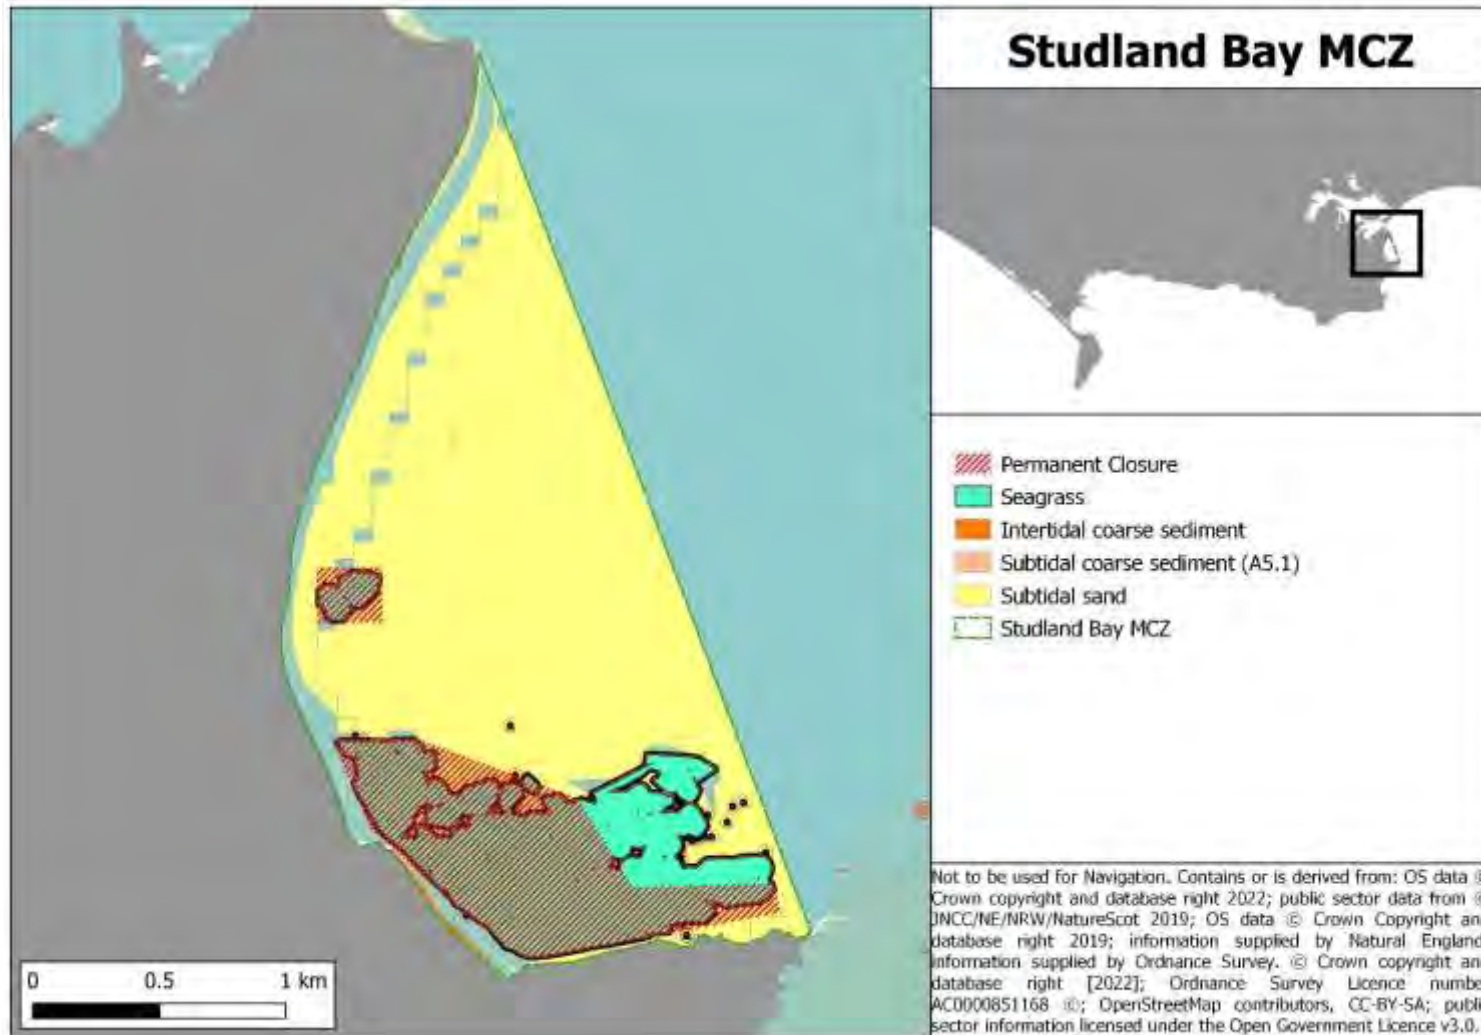 Studland Bay MCZ
Permanent Closure
Seagrass
Intertidal coarse sediment
Subtidal coarse sediment (A5.1)
Subtidal sand
Studland Bay MCZ
Not to be used for Navigation. Contains or is derived from: OS data ©
Crown copyright and database right 2022; public sector data from ©
JNCC/NE/NRW/NatureScot 2019; OS data © Crown Copyright an
database right 2019; information supplied by Natural England
information supplied by Ordnance Survey. © Crown copyright an
database right [2022]; Ordnance Survey Licence numbe
AC0000851168 ©; OpenStreetMap contributors, CC-BY-SA; publi
sector information licensed under the Open Government Licence v3.0
0 0.5 1 km